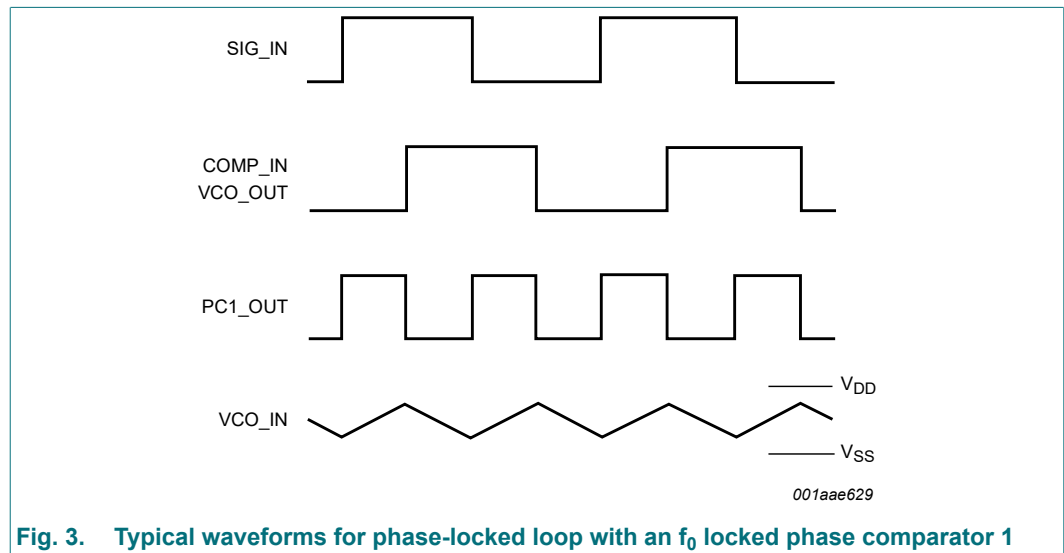 SIG_IN
COMP_IN
VCO_OUT
PC1_OUT
VCO_IN
VDD
VSS
001aae629
Fig. 3. Typical waveforms for phase-locked loop with an f0 locked phase comparator 1